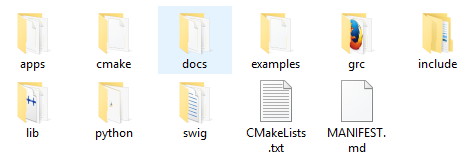 apps
cmake
docs
examples
grc
include
lib
python
swig
CMakeLists
.txt
MANIFEST.
md